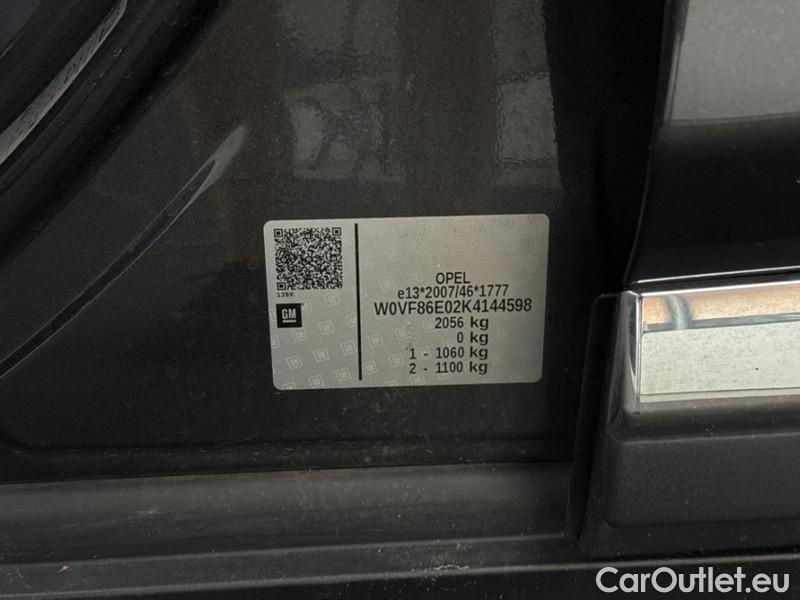 139X
GM
OPEL
e13*2007/46*1777
W0VF86E02K4144598
2056 kg
0 kg
1 - 1060 kg
2 - 1100 kg
CarOutlet.eu